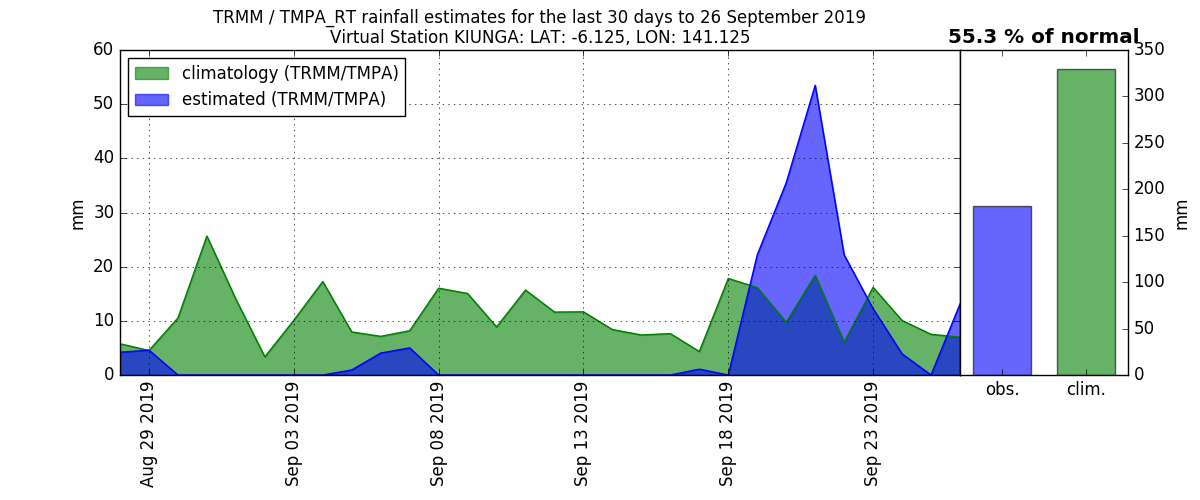 TRMM / TMPA_RT rainfall estimates for the last 30 days to 26 September 2019
Virtual Station KIUNGA: LAT: -6.125, LON: 141.125
55.3 % of normal
climatology (TRMM/TMPA)
estimated (TRMM/TMPA)
60
50
40
30
20
10
0
mm
Aug 29 2019
Sep 03 2019
Sep 08 2019
Sep 13 2019
Sep 18 2019
Sep 23 2019
350
300
250
200
150
100
50
0
mm
obs.
clim.